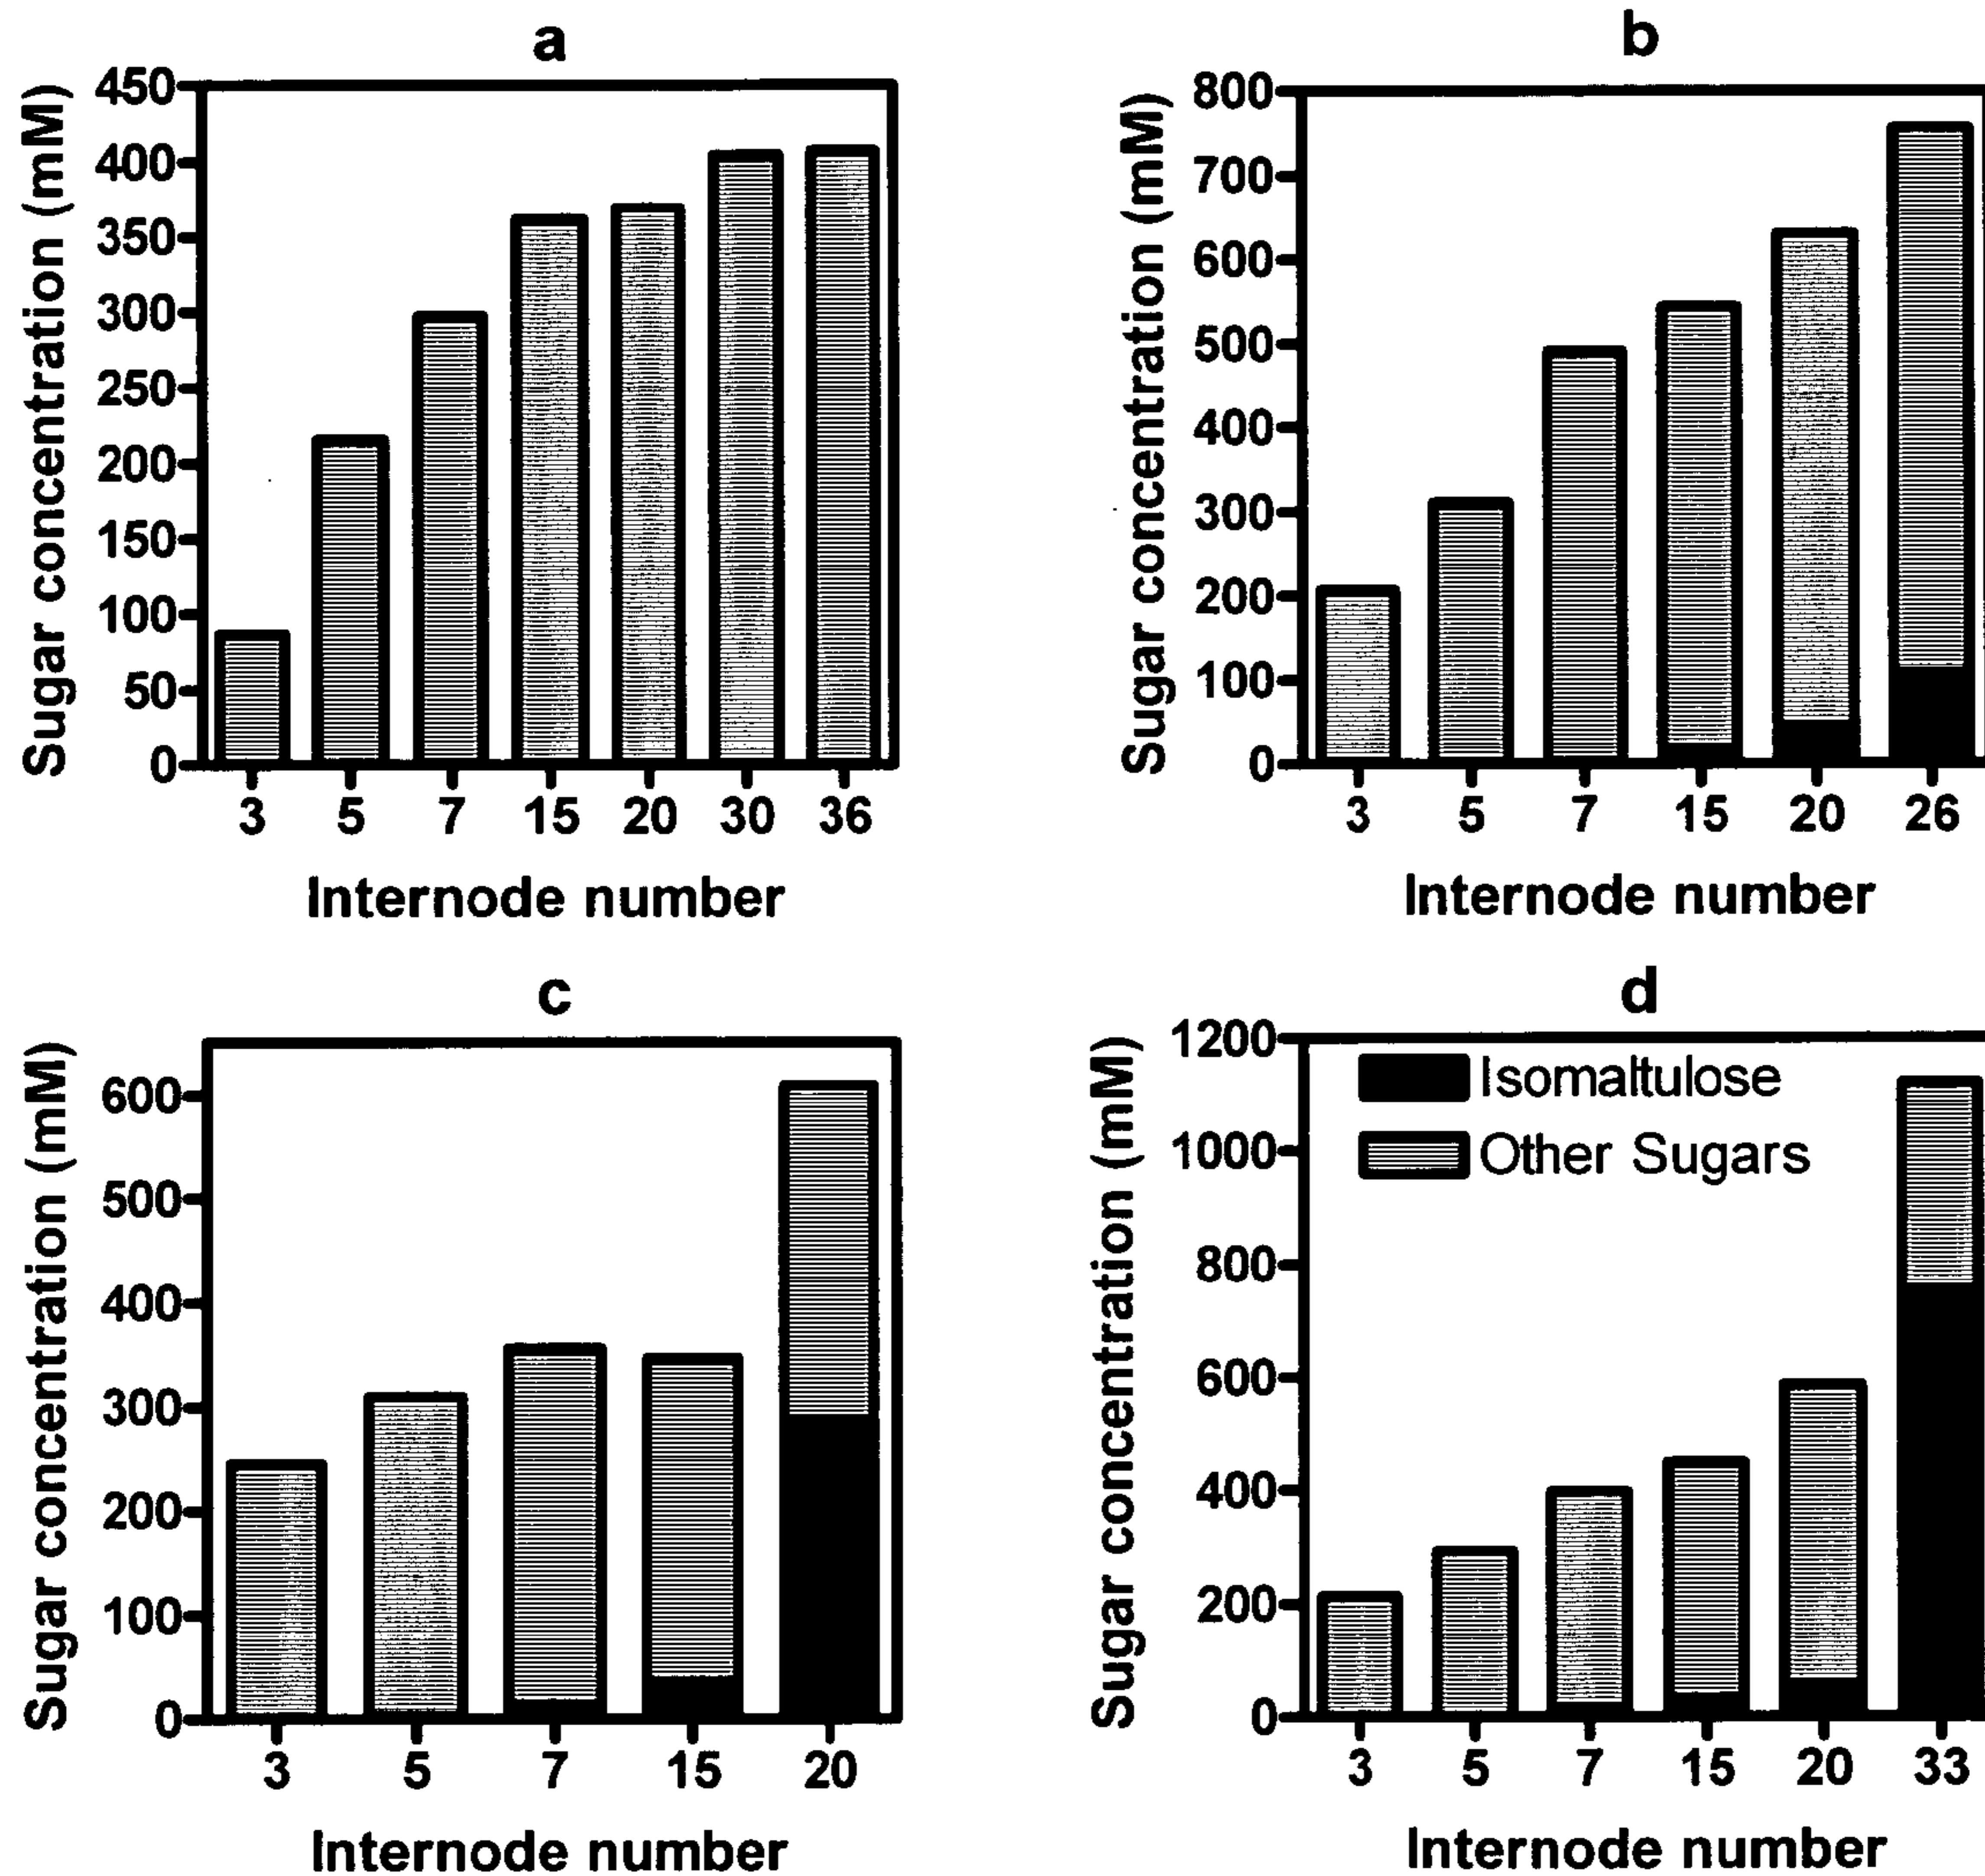 a
Sugar concentration (mM)
450
400
350
300
250
200
150
100
50
0
3 5 7 15 20 30 36
Internode number
b
Sugar concentration (mM)
800
700
600
500
400
300
200
100
0
3 5 7 15 20 26
Internode number
c
Sugar concentration (mM)
600
500
400
300
200
100
0
3 5 7 15 20
Internode number
d
Sugar concentration (mM)
1200
1000
800
600
400
200
0
Isomaltulose
Other Sugars
3 5 7 15 20 33
Internode number